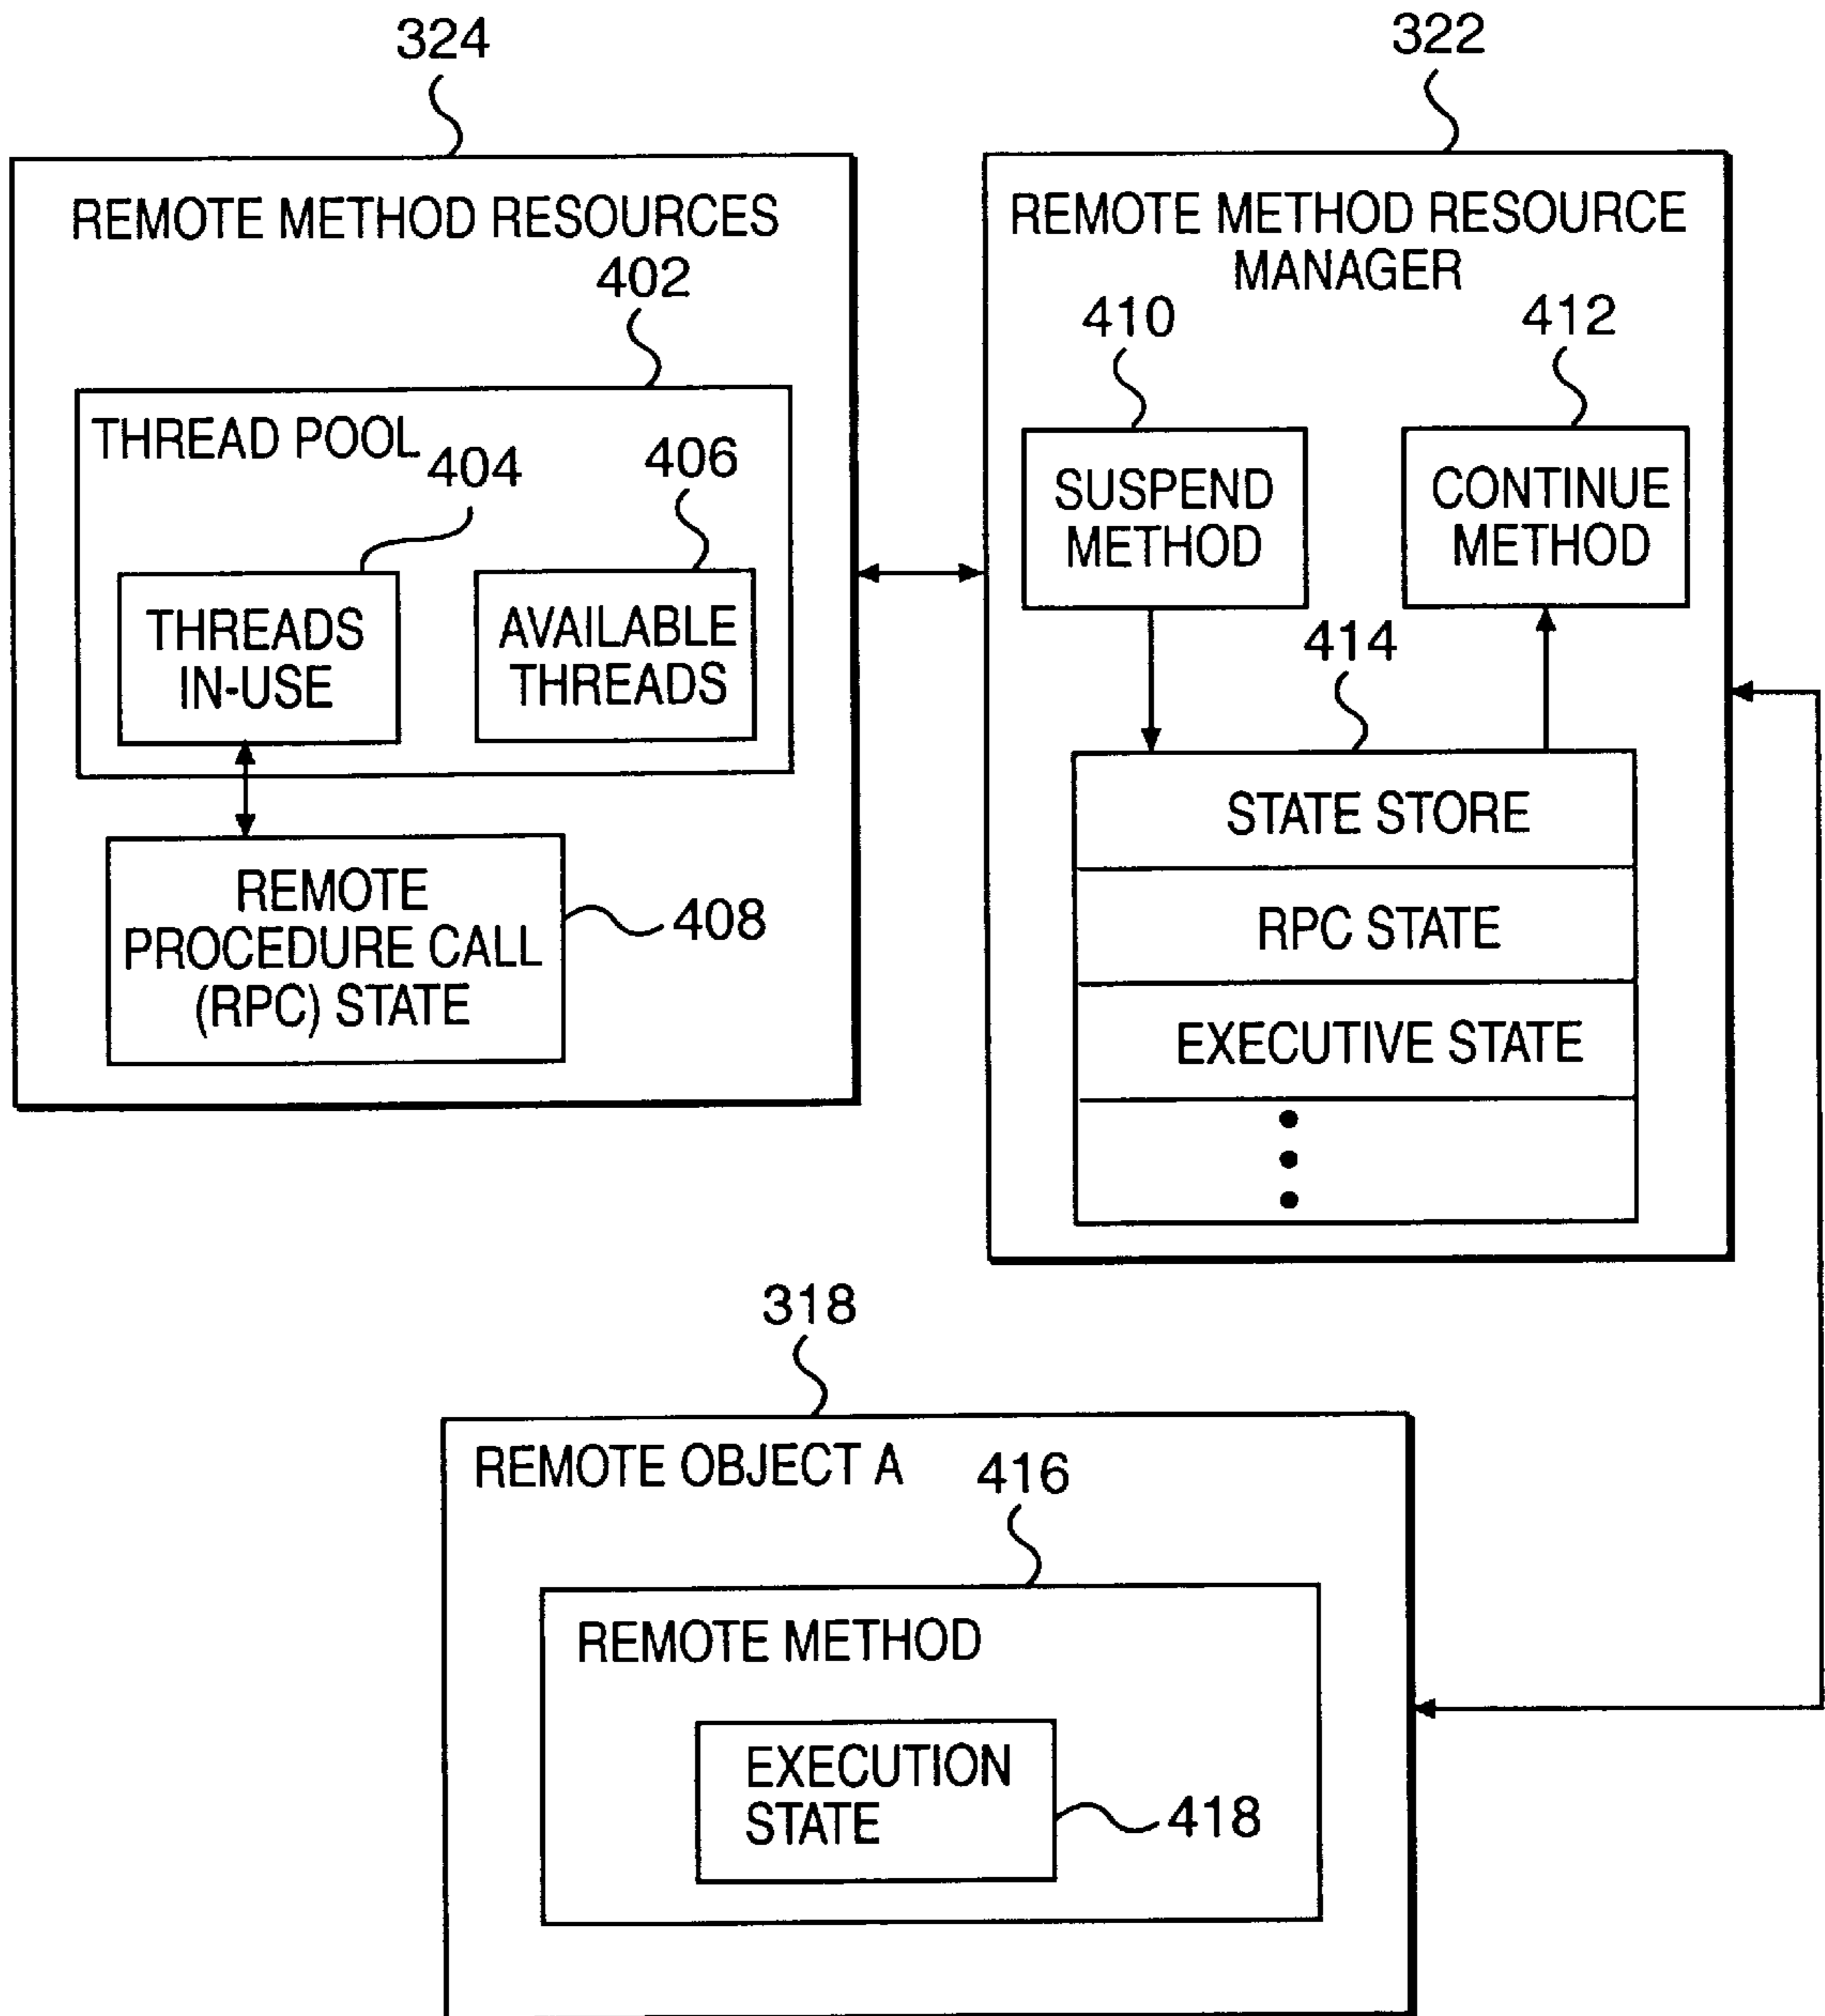 324
322
REMOTE METHOD RESOURCES
402
THREAD POOL
404
406
THREADS
IN-USE
AVAILABLE
THREADS
REMOTE
PROCEDURE CALL
(RPC) STATE
408
REMOTE METHOD RESOURCE
MANAGER
410
412
SUSPEND
METHOD
CONTINUE
METHOD
414
STATE STORE
RPC STATE
EXECUTIVE STATE
318
REMOTE OBJECT A
416
REMOTE METHOD
EXECUTION
STATE
418